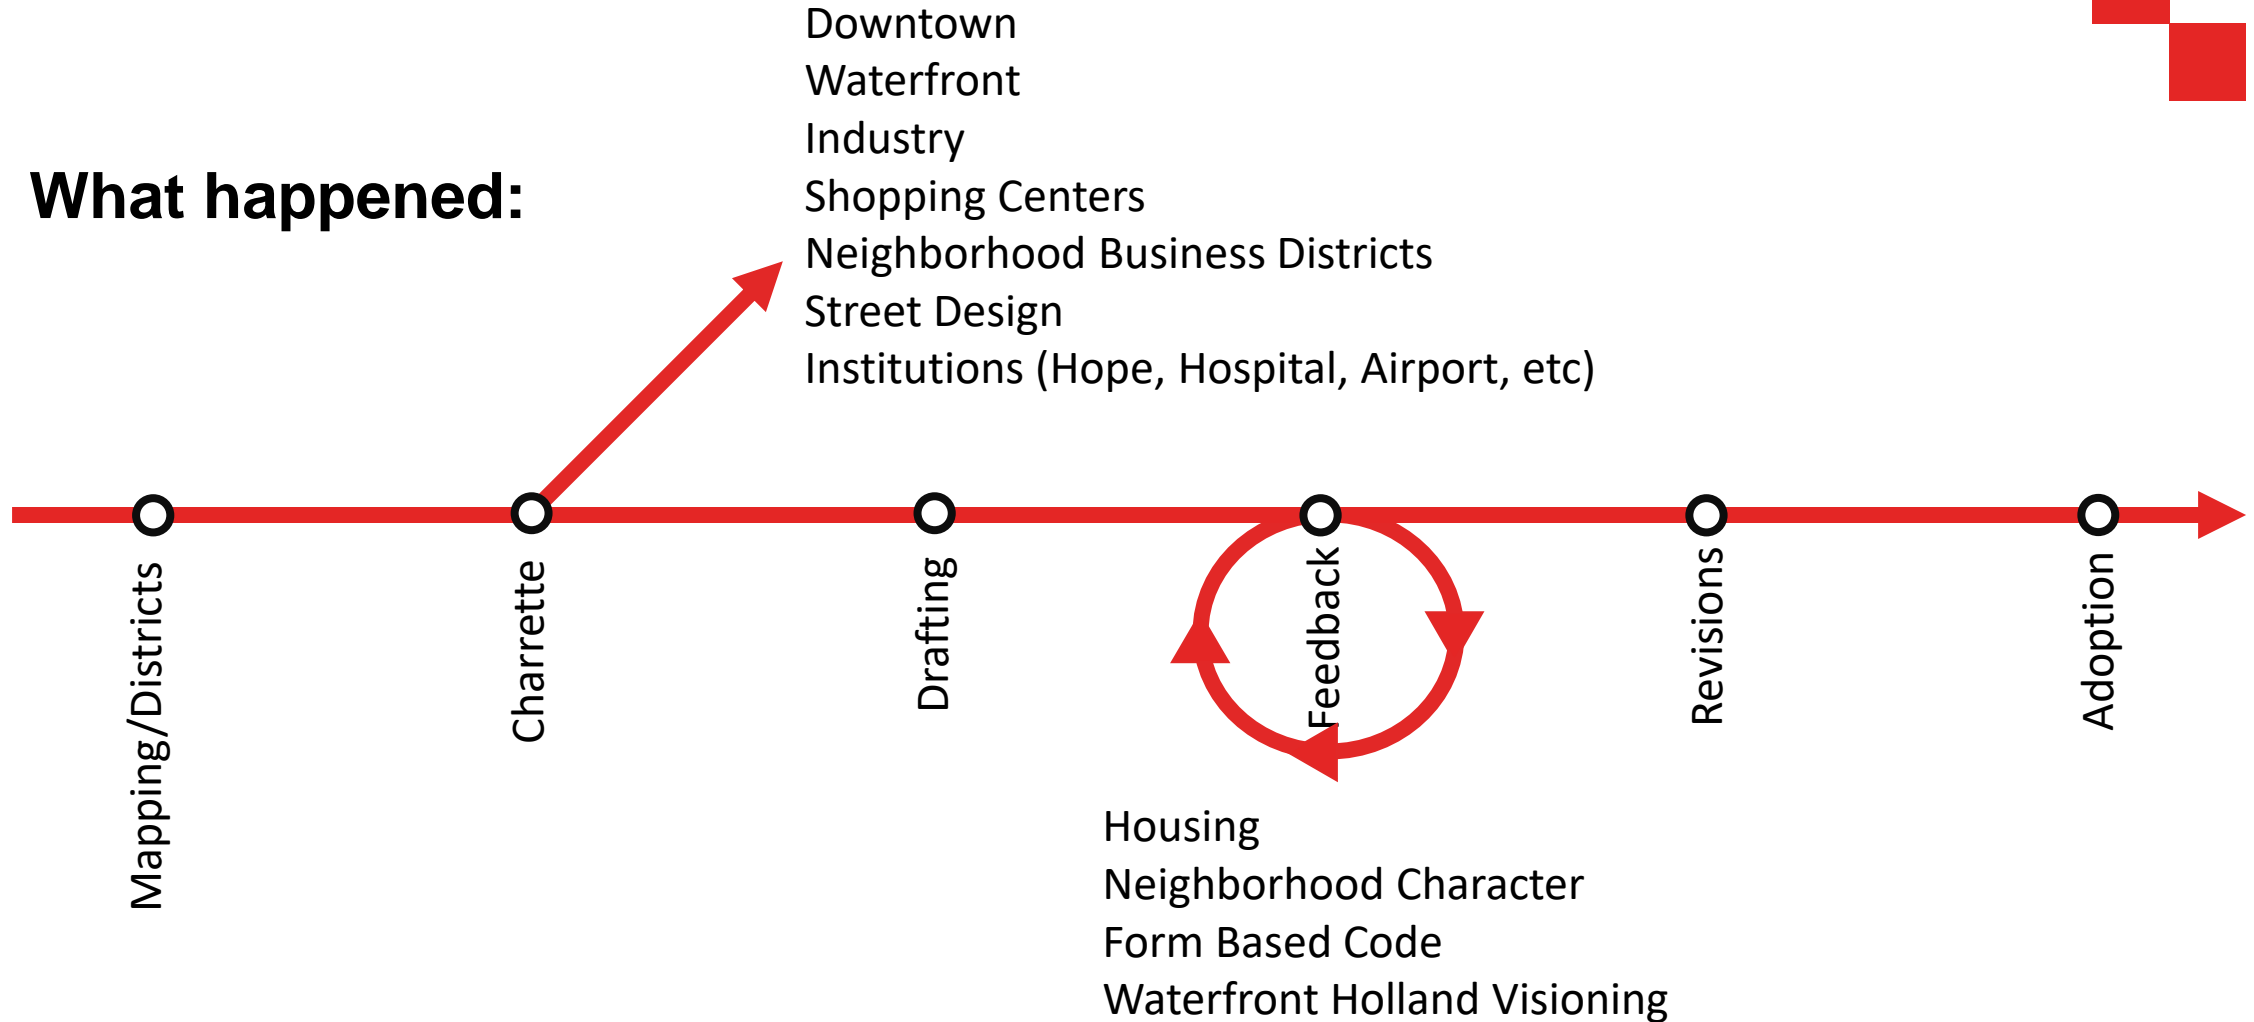 What happened:
Downtown
Waterfront
Industry
Shopping Centers
Neighborhood Business Districts
Street Design
Institutions (Hope, Hospital, Airport, etc)
Mapping/Districts
Charrette
Drafting
Feedback
Revisions
Adoption
Housing
Neighborhood Character
Form Based Code
Waterfront Holland Visioning